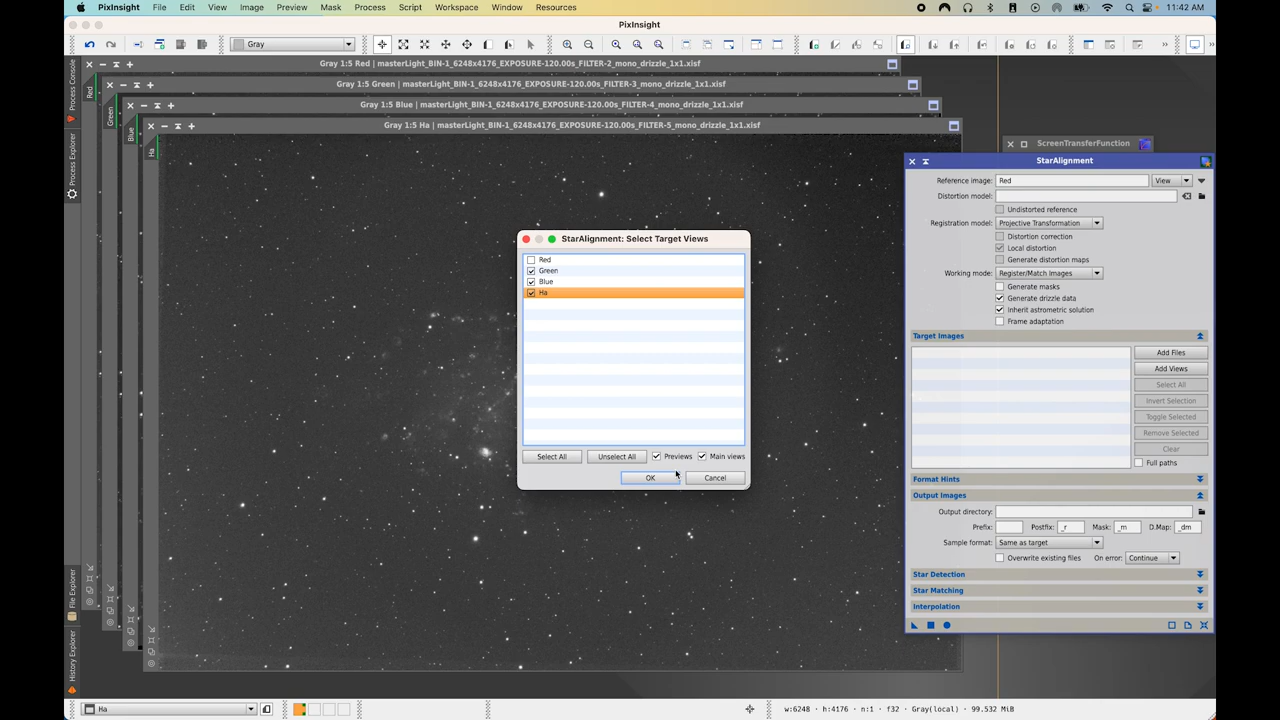 PixInsight File Edit View Image Preview Mask Process Script Workspace Window Resources 11:42 AM
PixInsight
Gray
Gray 1:5 Red | masterLight_BIN-1_6248x4176_EXPOSURE-120.00s_FILTER-2_mono_drizzle_1x1.xisf
Gray 1:5 Green | masterLight_BIN-1_6248x4176_EXPOSURE-120.00s_FILTER-3_mono_drizzle_1x1.xisf
Gray 1:5 Blue | masterLight_BIN-1_6248x4176_EXPOSURE-120.00s_FILTER-4_mono_drizzle_1x1.xisf
Gray 1:5 Ha | masterLight_BIN-1_6248x4176_EXPOSURE-120.00s_FILTER-5_mono_drizzle_1x1.xisf
Process Console
Process Explorer
File Explorer
History Explorer
Red
Green
Blue
Ha
StarAlignment: Select Target Views
Red
Green
Blue
Ha
Select All Unselect All Previews Main views
OK Cancel
ScreenTransferFunction
StarAlignment
Reference image: Red View
Distortion model:
Undistorted reference
Registration model: Projective Transformation
Distortion correction
Local distortion
Generate distortion maps
Working mode: Register/Match Images
Generate masks
Generate drizzle data
Inherit astrometric solution
Frame adaptation
Target Images
Add Files
Add Views
Select All
Invert Selection
Toggle Selected
Remove Selected
Clear
Full paths
Format Hints
Output Images
Output directory:
Prefix: Postfix: _r Mask: _m D.Map: _dm
Sample format: Same as target
Overwrite existing files On error: Continue
Star Detection
Star Matching
Interpolation
Ha
w:6248 · h:4176 · n:1 · f32 · Gray(local) · 99.532 MiB